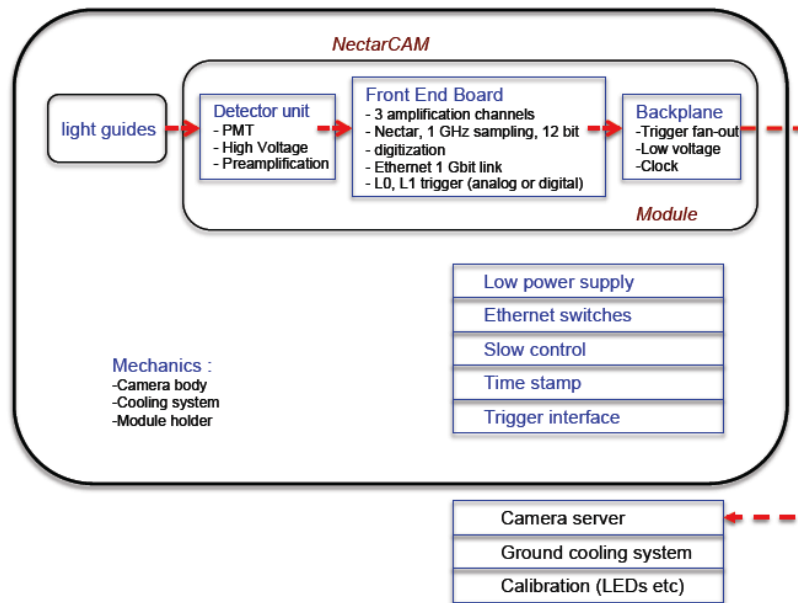 NectarCAM
light guides
Detector unit
- PMT
- High Voltage
- Preamplification
Front End Board
- 3 amplification channels
- Nectar, 1 GHz sampling, 12 bit
- digitization
- Ethernet 1 Gbit link
- L0, L1 trigger (analog or digital)
Backplane
-Trigger fan-out
-Low voltage
-Clock
Module
Low power supply
Ethernet switches
Slow control
Time stamp
Trigger interface
Mechanics :
-Camera body
-Cooling system
-Module holder
Camera server
Ground cooling system
Calibration (LEDs etc)